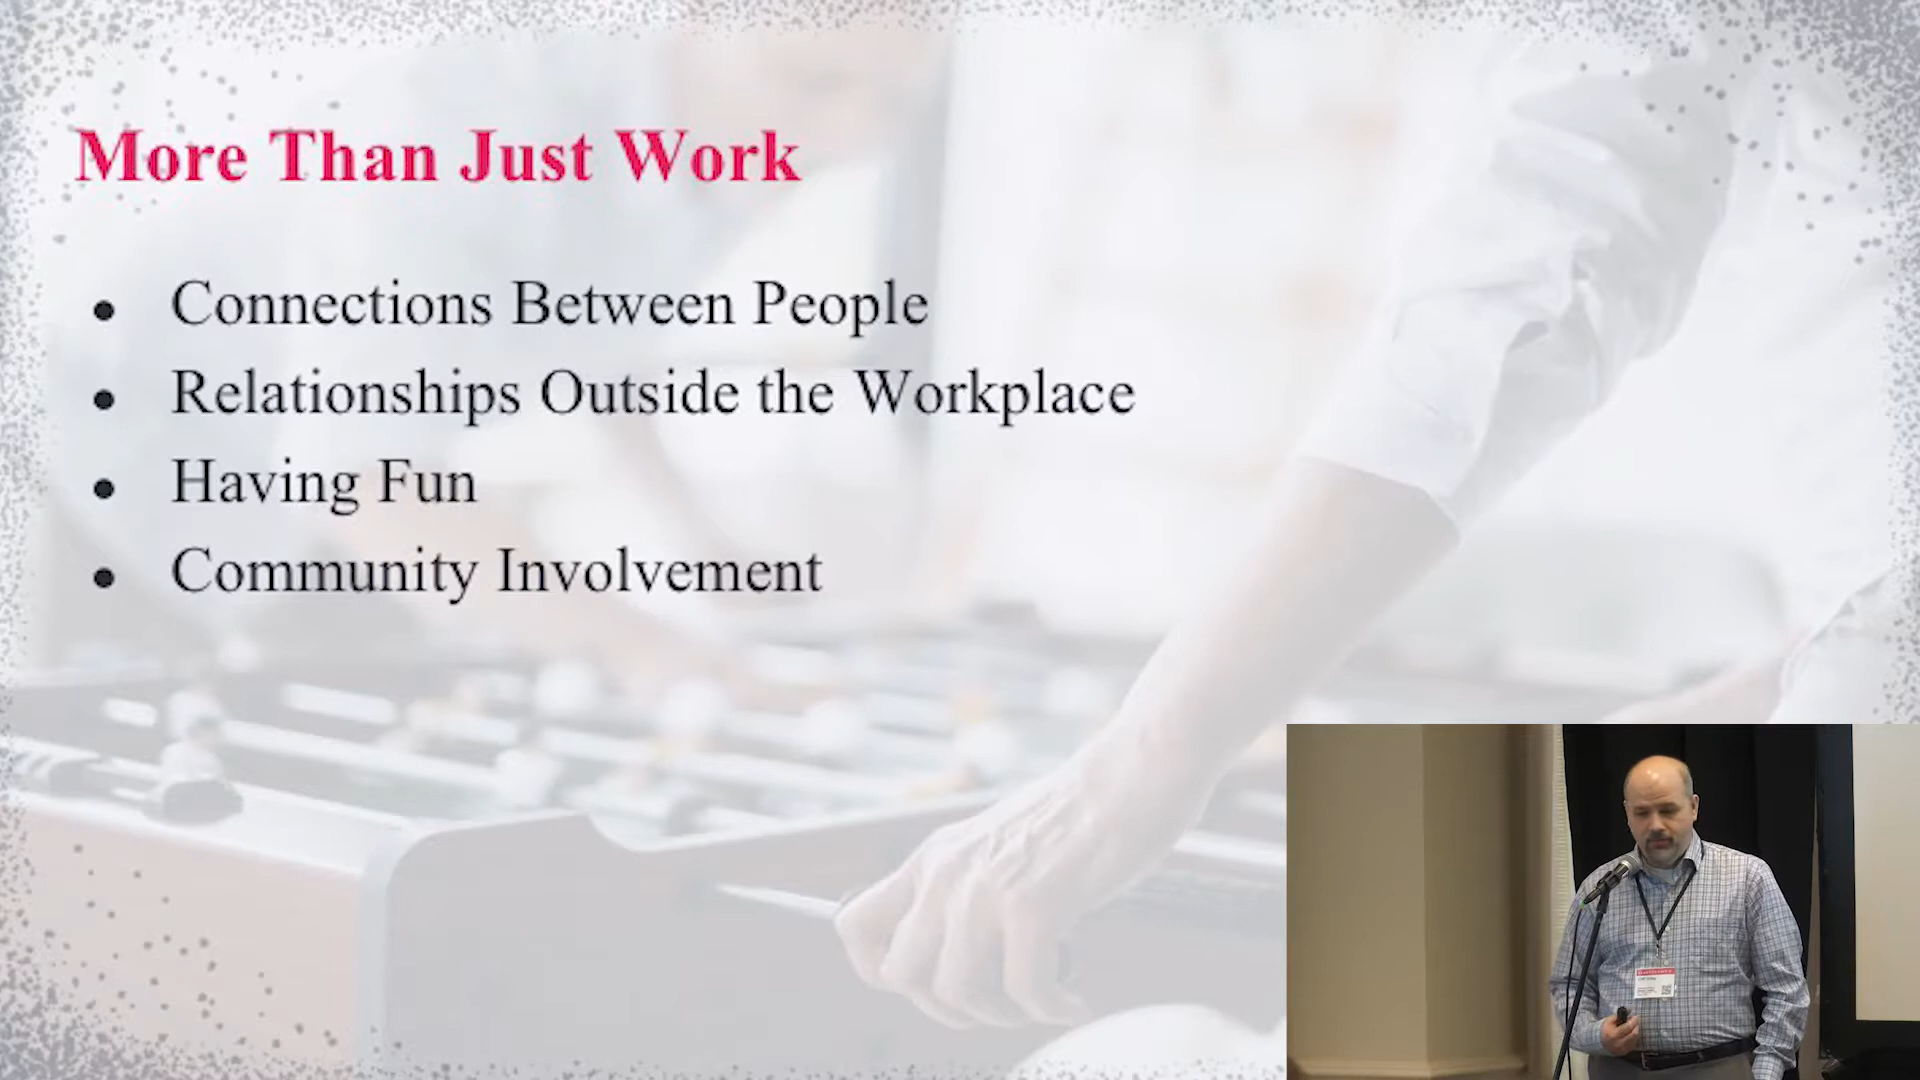 More Than Just Work
• Connections Between People
• Relationships Outside the Workplace
• Having Fun
• Community Involvement